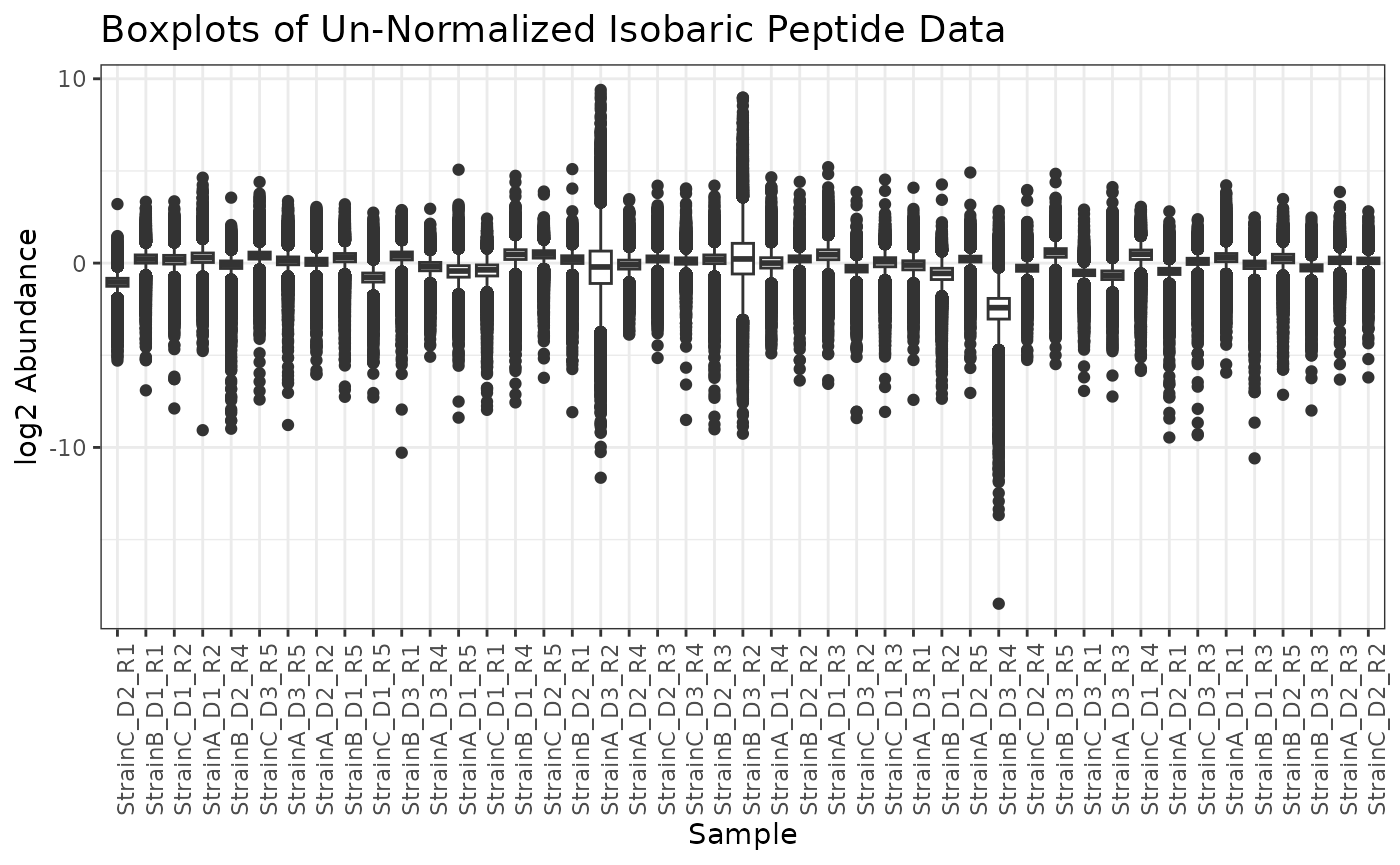 Boxplots of Un-Normalized Isobaric Peptide Data
log2 Abundance
10
0
-10
StrainC_D2_R1
StrainB_D1_R1
StrainC_D1_R2
StrainA_D1_R2
StrainB_D2_R4
StrainC_D3_R5
StrainA_D3_R5
StrainA_D2_R2
StrainB_D1_R5
StrainC_D1_R5
StrainB_D3_R1
StrainA_D3_R4
StrainA_D1_R5
StrainC_D1_R1
StrainB_D1_R4
StrainC_D2_R5
StrainB_D2_R1
StrainA_D3_R2
StrainA_D2_R4
StrainC_D2_R3
StrainC_D3_R4
StrainB_D2_R3
StrainB_D3_R2
StrainA_D1_R4
StrainB_D1_R2
StrainA_D1_R3
StrainC_D3_R2
StrainC_D1_R3
StrainA_D3_R1
StrainB_D2_R2
StrainA_D2_R5
StrainB_D3_R4
StrainC_D2_R4
StrainB_D3_R5
StrainC_D3_R1
StrainA_D3_R3
StrainC_D1_R4
StrainA_D2_R1
StrainC_D3_R3
StrainA_D1_R1
StrainB_D1_R3
StrainB_D2_R5
StrainB_D3_R3
StrainA_D2_R3
StrainC_D2_R2
Sample